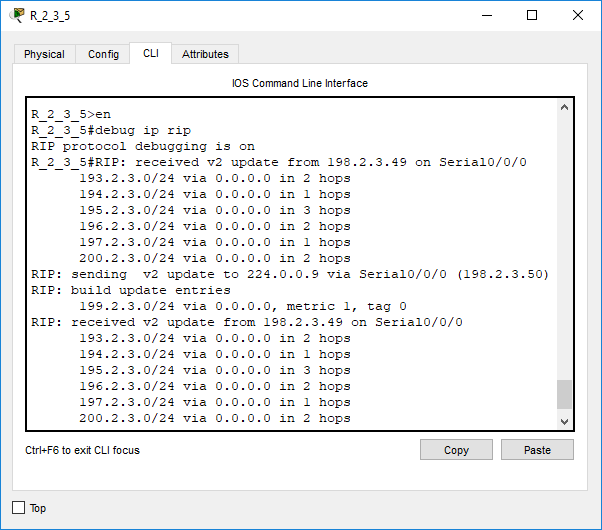 R_2_3_5
Physical Config CLI Attributes
IOS Command Line Interface
R_2_3_5>en
R_2_3_5#debug ip rip
RIP protocol debugging is on
R_2_3_5#RIP: received v2 update from 198.2.3.49 on Serial0/0/0
193.2.3.0/24 via 0.0.0.0 in 2 hops
194.2.3.0/24 via 0.0.0.0 in 1 hops
195.2.3.0/24 via 0.0.0.0 in 3 hops
196.2.3.0/24 via 0.0.0.0 in 2 hops
197.2.3.0/24 via 0.0.0.0 in 1 hops
200.2.3.0/24 via 0.0.0.0 in 2 hops
RIP: sending  v2 update to 224.0.0.9 via Serial0/0/0 (198.2.3.50)
RIP: build update entries
199.2.3.0/24 via 0.0.0.0, metric 1, tag 0
RIP: received v2 update from 198.2.3.49 on Serial0/0/0
193.2.3.0/24 via 0.0.0.0 in 2 hops
194.2.3.0/24 via 0.0.0.0 in 1 hops
195.2.3.0/24 via 0.0.0.0 in 3 hops
196.2.3.0/24 via 0.0.0.0 in 2 hops
197.2.3.0/24 via 0.0.0.0 in 1 hops
200.2.3.0/24 via 0.0.0.0 in 2 hops
Ctrl+F6 to exit CLI focus
Copy Paste
Top